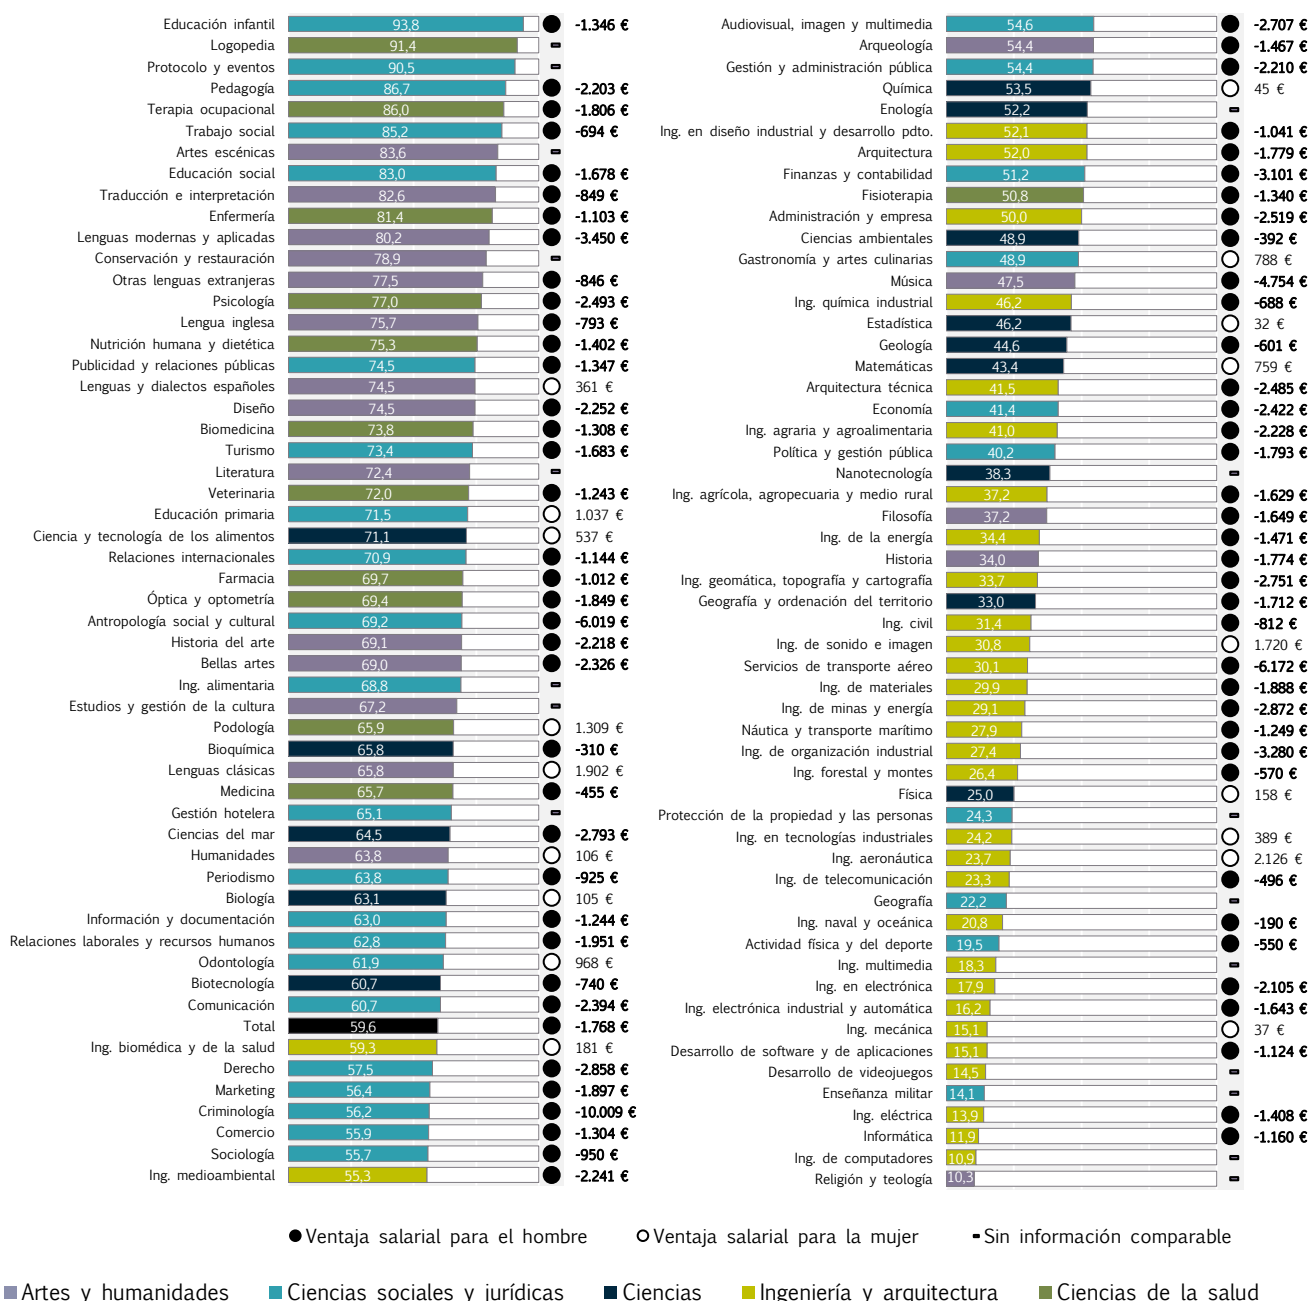 Educación infantil 93,8 -1.346 €
Logopedia 91,4 -
Protocolo y eventos 90,5 -
Pedagogía 86,7 -2.203 €
Terapia ocupacional 86,0 -1.806 €
Trabajo social 85,2 -694 €
Artes escénicas 83,6 -
Educación social 83,0 -1.678 €
Traducción e interpretación 82,6 -849 €
Enfermería 81,4 -1.103 €
Lenguas modernas y aplicadas 80,2 -3.450 €
Conservación y restauración 78,9 -
Otras lenguas extranjeras 77,5 -846 €
Psicología 77,0 -2.493 €
Lengua inglesa 75,7 -793 €
Nutrición humana y dietética 75,3 -1.402 €
Publicidad y relaciones públicas 74,5 -1.347 €
Lenguas y dialectos españoles 74,5 361 €
Diseño 74,5 -2.252 €
Biomedicina 73,8 -1.308 €
Turismo 73,4 -1.683 €
Literatura 72,4 -
Veterinaria 72,0 -1.243 €
Educación primaria 71,5 1.037 €
Ciencia y tecnología de los alimentos 71,1 537 €
Relaciones internacionales 70,9 -1.144 €
Farmacia 69,7 -1.012 €
Óptica y optometría 69,4 -1.849 €
Antropología social y cultural 69,2 -6.019 €
Historia del arte 69,1 -2.218 €
Bellas artes 69,0 -2.326 €
Ing. alimentaria 68,8 -
Estudios y gestión de la cultura 67,2 -
Podología 65,9 1.309 €
Bioquímica 65,8 -310 €
Lenguas clásicas 65,8 1.902 €
Medicina 65,7 -455 €
Gestión hotelera 65,1 -
Ciencias del mar 64,5 -2.793 €
Humanidades 63,8 106 €
Periodismo 63,8 -925 €
Biología 63,1 105 €
Información y documentación 63,0 -1.244 €
Relaciones laborales y recursos humanos 62,8 -1.951 €
Odontología 61,9 968 €
Biotecnología 60,7 -740 €
Comunicación 60,7 -2.394 €
Total 59,6 -1.768 €
Ing. biomédica y de la salud 59,3 181 €
Derecho 57,5 -2.858 €
Marketing 56,4 -1.897 €
Criminología 56,2 -10.009 €
Comercio 55,9 -1.304 €
Sociología 55,7 -950 €
Ing. medioambiental 55,3 -2.241 €
Audiovisual, imagen y multimedia 54,6 -2.707 €
Arqueología 54,4 -1.467 €
Gestión y administración pública 54,4 -2.210 €
Química 53,5 45 €
Enología 52,2 -
Ing. en diseño industrial y desarrollo pdto. 52,1 -1.041 €
Arquitectura 52,0 -1.779 €
Finanzas y contabilidad 51,2 -3.101 €
Fisioterapia 50,8 -1.340 €
Administración y empresa 50,0 -2.519 €
Ciencias ambientales 48,9 -392 €
Gastronomía y artes culinarias 48,9 788 €
Música 47,5 -4.754 €
Ing. química industrial 46,2 -688 €
Estadística 46,2 32 €
Geología 44,6 -601 €
Matemáticas 43,4 759 €
Arquitectura técnica 41,5 -2.485 €
Economía 41,4 -2.422 €
Ing. agraria y agroalimentaria 41,0 -2.228 €
Política y gestión pública 40,2 -1.793 €
Nanotecnología 38,3 -
Ing. agrícola, agropecuaria y medio rural 37,2 -1.629 €
Filosofía 37,2 -1.649 €
Ing. de la energía 34,4 -1.471 €
Historia 34,0 -1.774 €
Ing. geomática, topografía y cartografía 33,7 -2.751 €
Geografía y ordenación del territorio 33,0 -1.712 €
Ing. civil 31,4 -812 €
Ing. de sonido e imagen 30,8 1.720 €
Servicios de transporte aéreo 30,1 -6.172 €
Ing. de materiales 29,9 -1.888 €
Ing. de minas y energía 29,1 -2.872 €
Náutica y transporte marítimo 27,9 -1.249 €
Ing. de organización industrial 27,4 -3.280 €
Ing. forestal y montes 26,4 -570 €
Física 25,0 158 €
Protección de la propiedad y las personas 24,3 -
Ing. en tecnologías industriales 24,2 389 €
Ing. aeronáutica 23,7 2.126 €
Ing. de telecomunicación 23,3 -496 €
Geografía 22,2 -
Ing. naval y oceánica 20,8 -190 €
Actividad física y del deporte 19,5 -550 €
Ing. multimedia 18,3 -
Ing. en electrónica 17,9 -2.105 €
Ing. electrónica industrial y automática 16,2 -1.643 €
Ing. mecánica 15,1 37 €
Desarrollo de software y de aplicaciones 15,1 -1.124 €
Desarrollo de videojuegos 14,5 -
Enseñanza militar 14,1 -
Ing. eléctrica 13,9 -1.408 €
Informática 11,9 -1.160 €
Ing. de computadores 10,9 -
Religión y teología 10,3 -
Ventaja salarial para el hombre Ventaja salarial para la mujer - Sin información comparable
Artes y humanidades Ciencias sociales y jurídicas Ciencias Ingeniería y arquitectura Ciencias de la salud